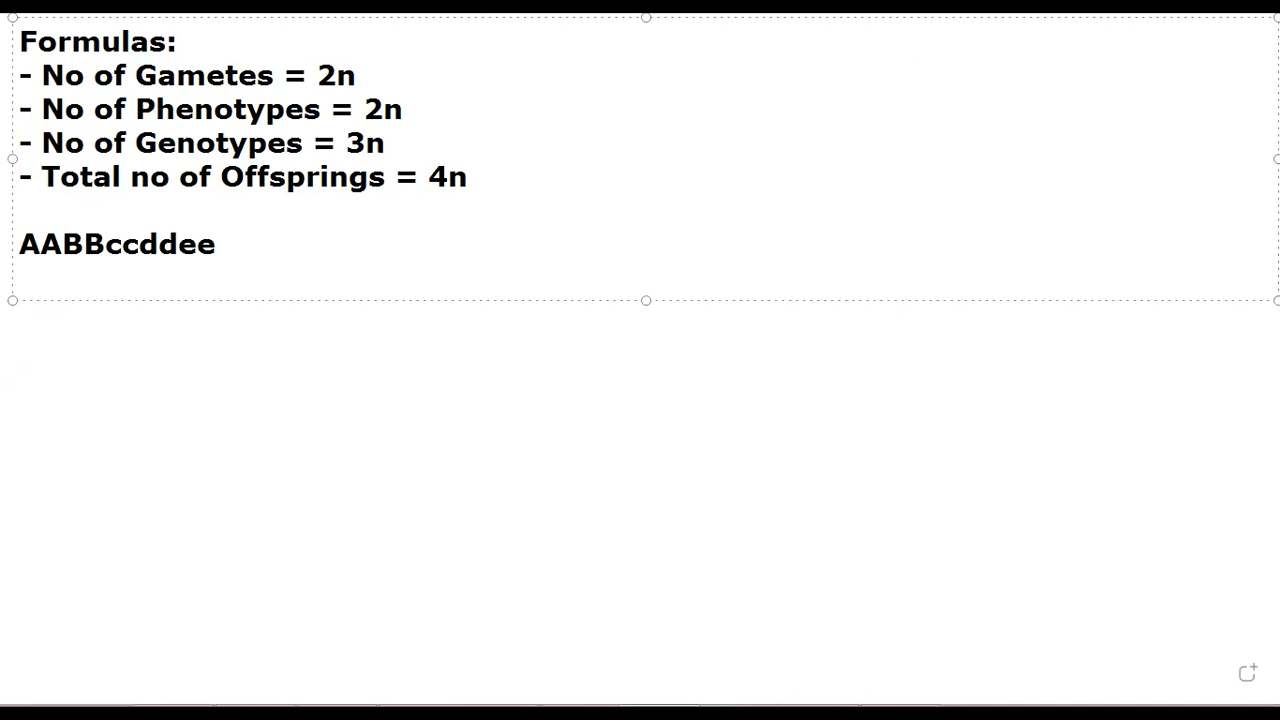 Formulas:
- No of Gametes = 2n
- No of Phenotypes = 2n
- No of Genotypes = 3n
- Total no of Offsprings = 4n
AABBccddee